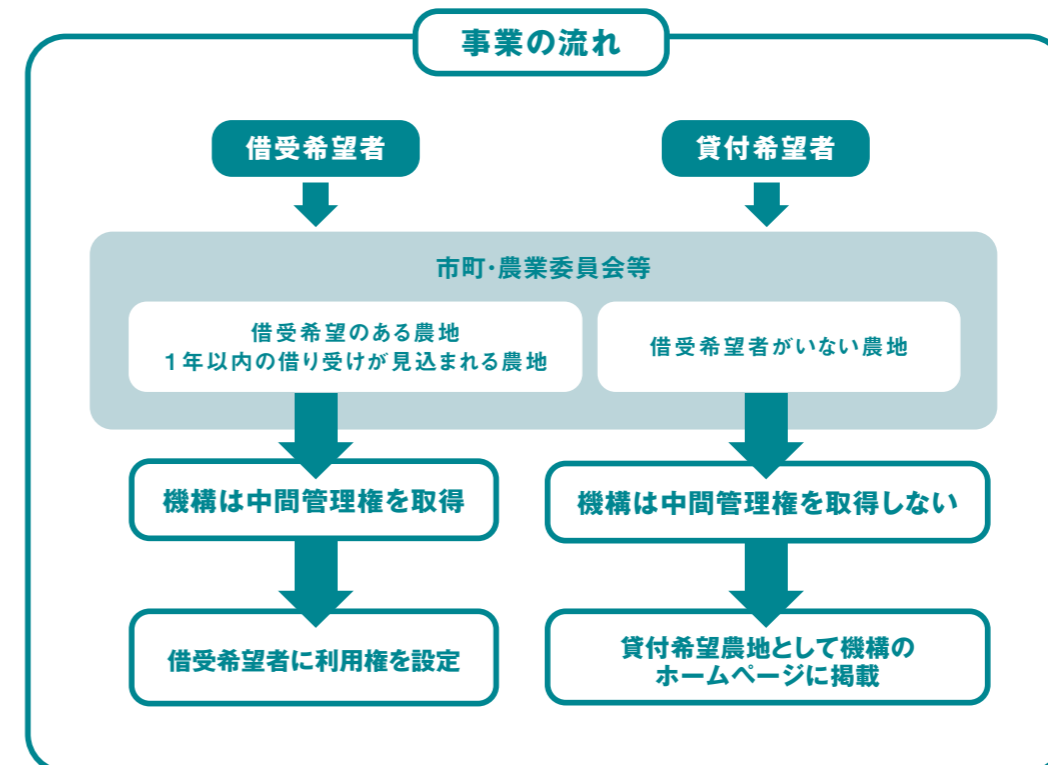 事業の流れ
借受希望者
貸付希望者
市町・農業委員会等
借受希望のある農地
1年以内の借り受けが見込まれる農地
借受希望者がいない農地
機構は中間管理権を取得
機構は中間管理権を取得しない
借受希望者に利用権を設定
貸付希望農地として機構の
ホームページに掲載